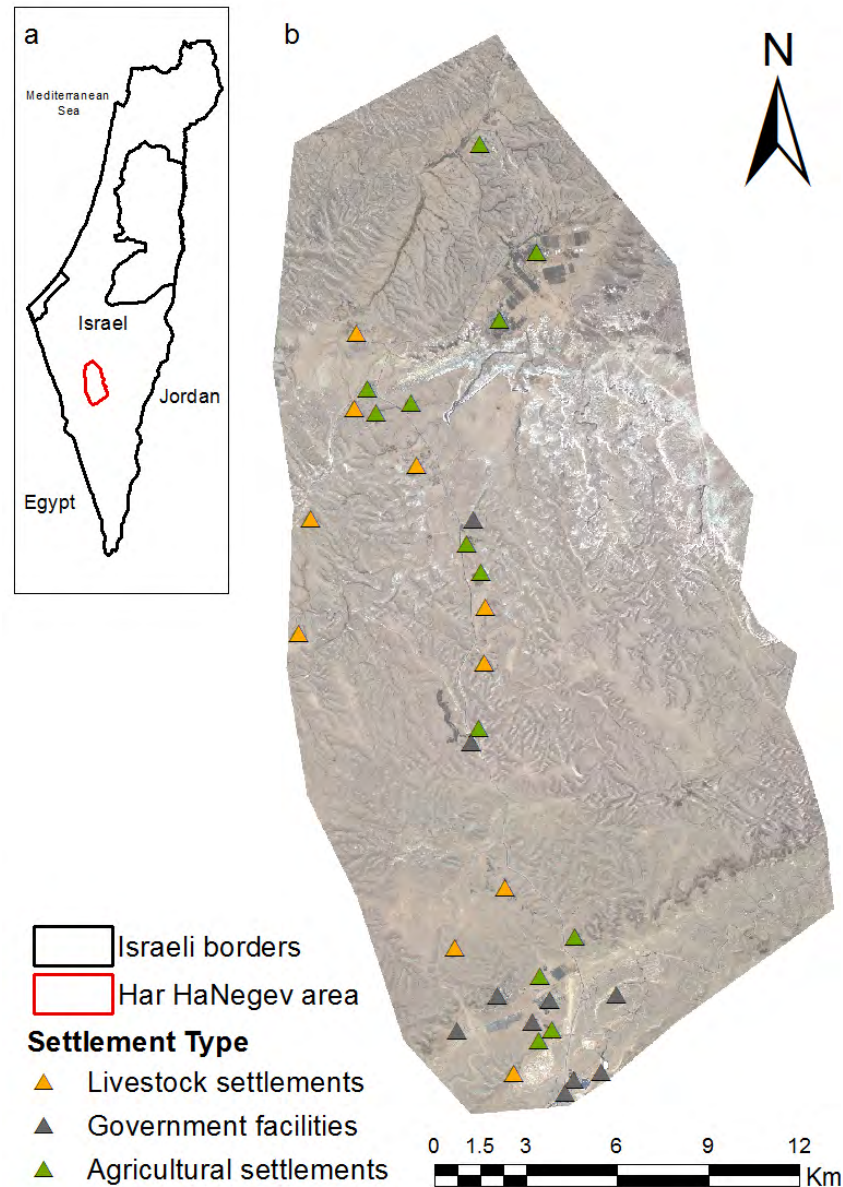 a
Mediterranean
Sea
Israel
Jordan
Egypt
b
N
Israeli borders
Har HaNegev area
Settlement Type
Livestock settlements
Government facilities
Agricultural settlements
0 1.5 3 6 9 12
Km